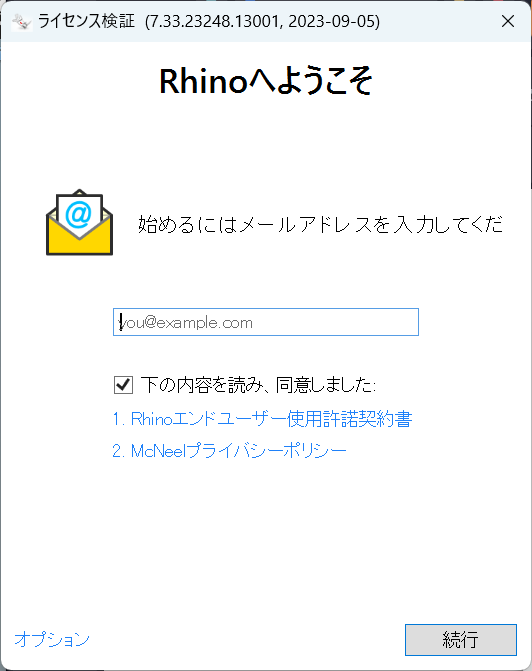 ライセンス検証 (7.33.23248.13001, 2023-09-05)
Rhinoへようこそ
始めるにはメールアドレスを入力してくだ
you@example.com
下の内容を読み、同意しました:
1. Rhinoエンドユーザー使用許諾契約書
2. McNeelプライバシーポリシー
オプション
続行